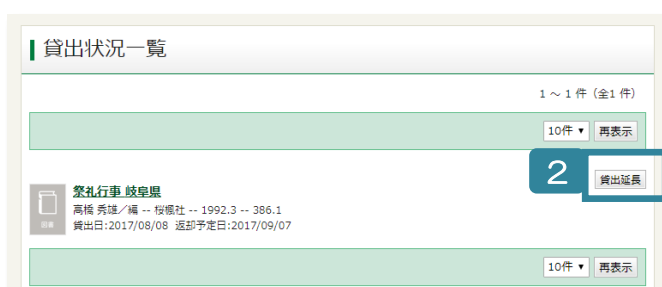 貸出状況一覧
1 ~ 1 件 (全1 件)
10件 ▼ 再表示
2 貸出延長
祭礼行事 岐阜県
高橋 秀雄／編 -- 桜楓社 -- 1992.3 -- 386.1
図書 貸出日:2017/08/08 返却予定日:2017/09/07
10件 ▼ 再表示